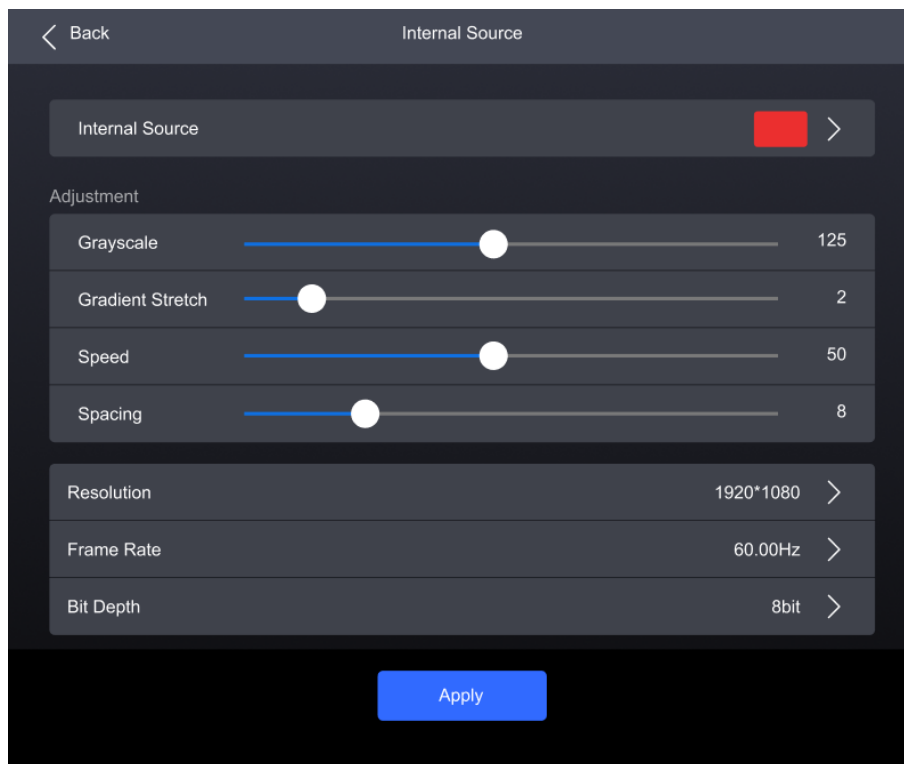 Back Internal Source
Internal Source
Adjustment
Grayscale 125
Gradient Stretch 2
Speed 50
Spacing 8
Resolution 1920*1080
Frame Rate 60.00Hz
Bit Depth 8bit
Apply